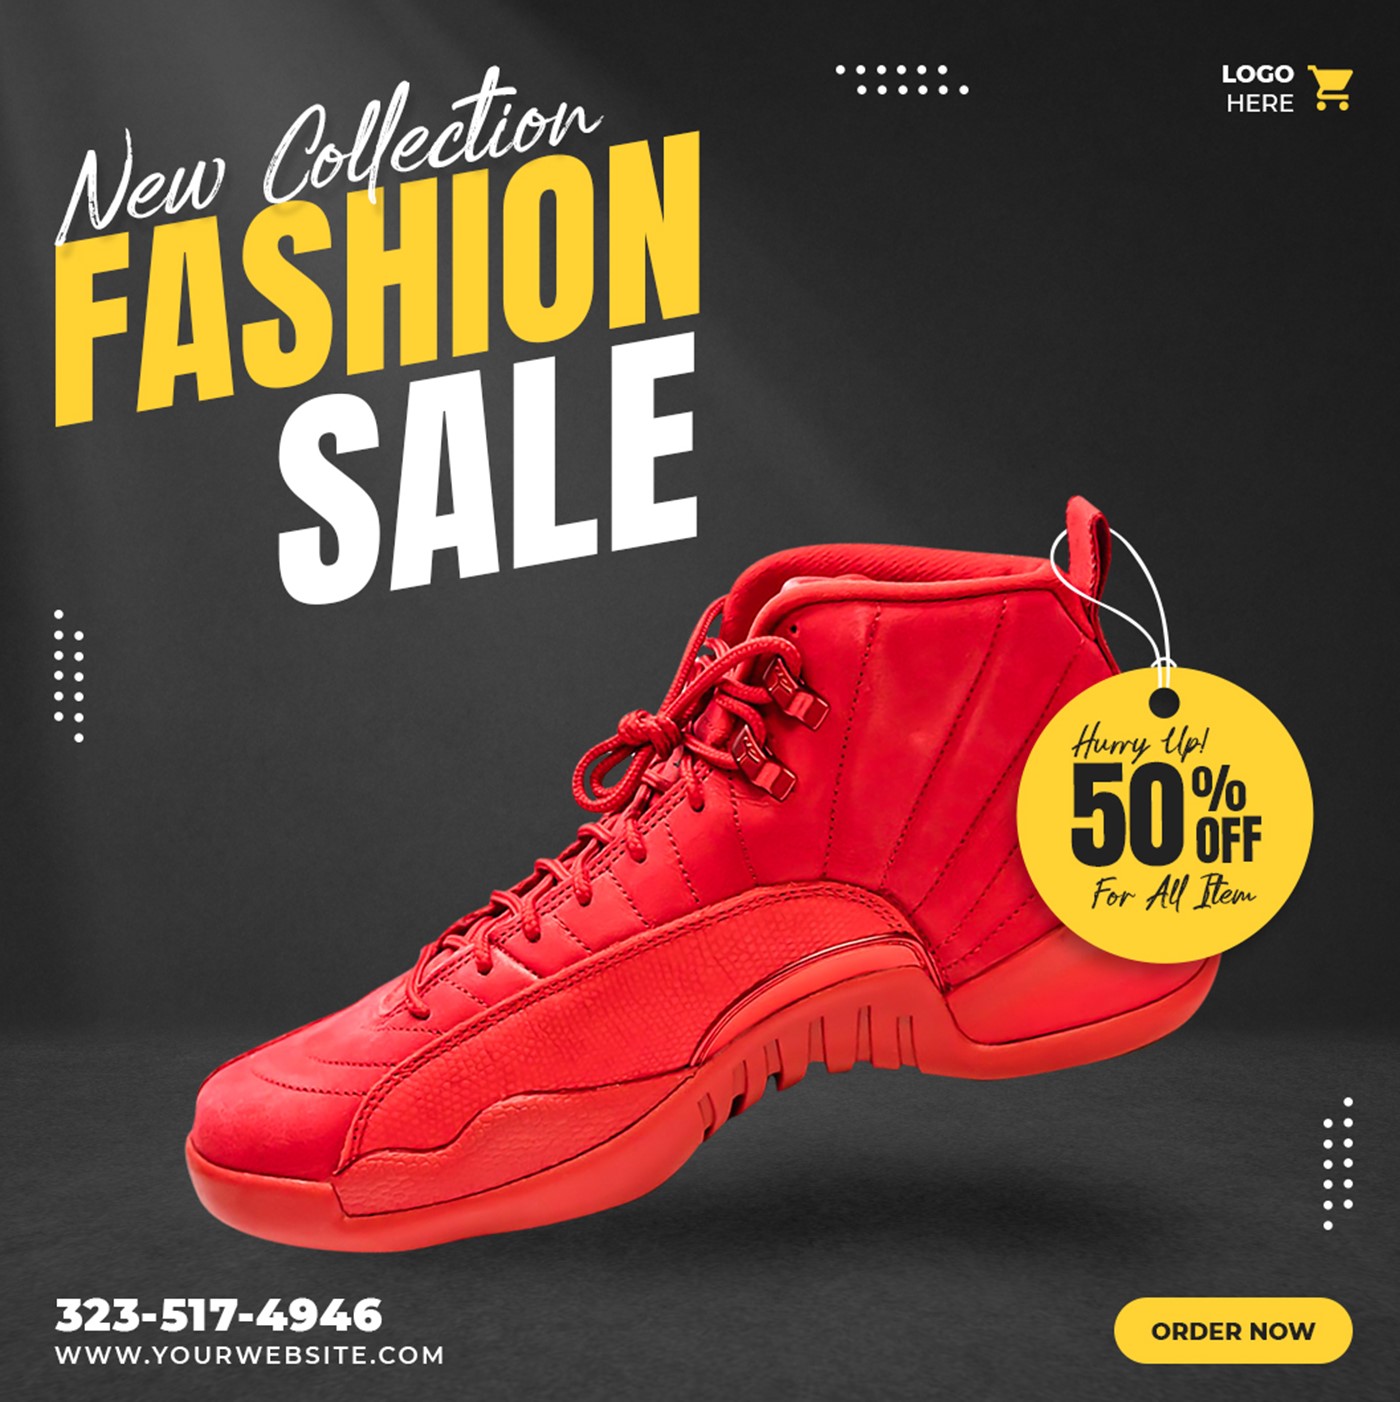 New Collection
FASHION
SALE
LOGO
HERE
Hurry Up!
50%
OFF
For All Item
323-517-4946
WWW.YOURWEBSITE.COM
ORDER NOW